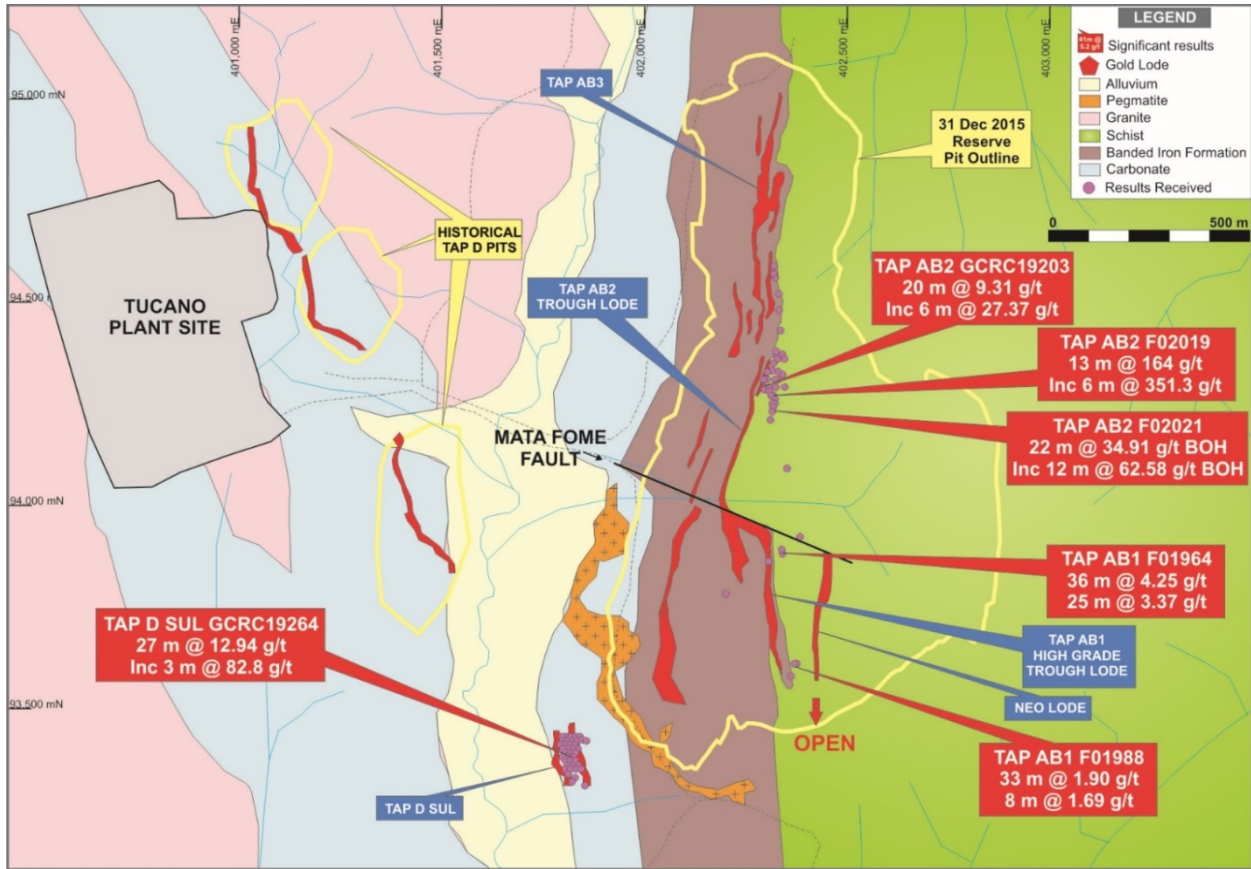 401,000 mE
401,500 mE
402,000 mE
402,500 mE
403,000 mE
95,000 mN
94,500 mN
94,000 mN
93,500 mN
LEGEND
41m @
5.2 g/t
Significant results
Gold Lode
Alluvium
Pegmatite
Granite
Schist
Banded Iron Formation
Carbonate
Results Received
0
500 m
TAP AB3
31 Dec 2015
Reserve
Pit Outline
HISTORICAL
TAP D PITS
TUCANO
PLANT SITE
TAP AB2
TROUGH LODE
TAP AB2 GCRC19203
20 m @ 9.31 g/t
Inc 6 m @ 27.37 g/t
TAP AB2 F02019
13 m @ 164 g/t
Inc 6 m @ 351.3 g/t
TAP AB2 F02021
22 m @ 34.91 g/t BOH
Inc 12 m @ 62.58 g/t BOH
MATA FOME
FAULT
TAP AB1 F01964
36 m @ 4.25 g/t
25 m @ 3.37 g/t
TAP D SUL GCRC19264
27 m @ 12.94 g/t
Inc 3 m @ 82.8 g/t
TAP AB1
HIGH GRADE
TROUGH LODE
NEO LODE
OPEN
TAP AB1 F01988
33 m @ 1.90 g/t
8 m @ 1.69 g/t
TAP D SUL